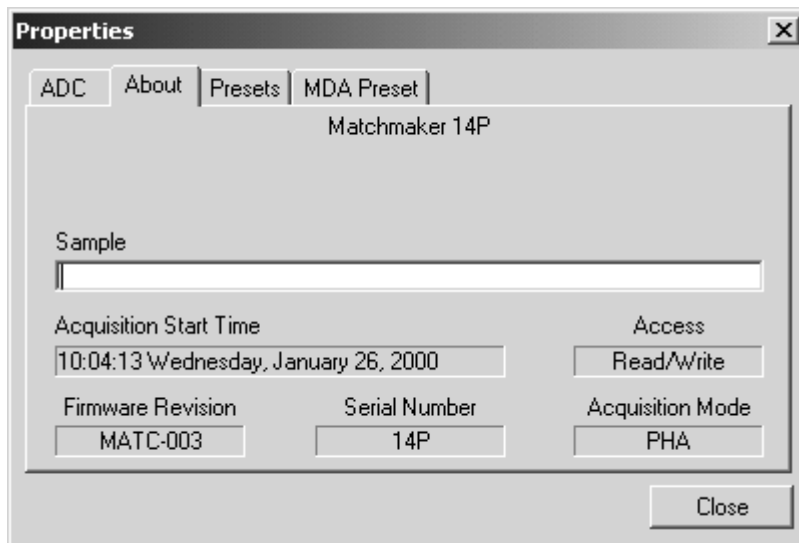 Properties
ADC About Presets MDA Preset
Matchmaker 14P
Sample
Acquisition Start Time Access
10:04:13 Wednesday, January 26, 2000 Read/Write
Firmware Revision Serial Number Acquisition Mode
MATC-003 14P PHA
Close